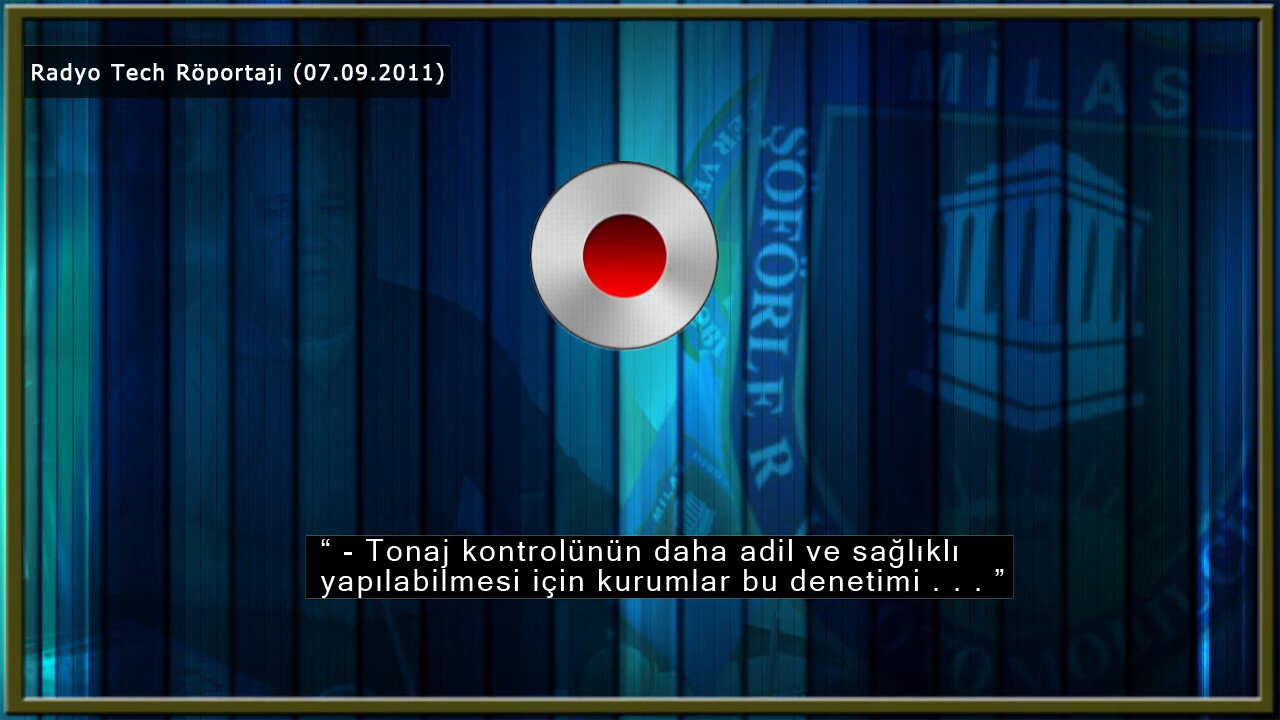 Radyo Tech Röportajı (07.09.2011)
MİLAS
ŞOFÖRLER
“ - Tonaj kontrolünün daha adil ve sağlıklı
yapılabilmesi için kurumlar bu denetimi . . . ”